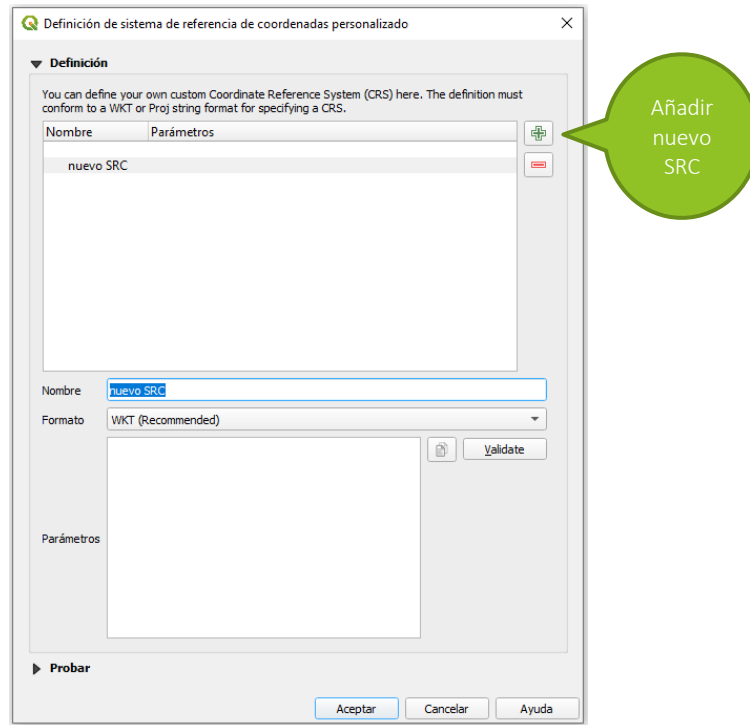 Definición de sistema de referencia de coordenadas personalizado
Definición
You can define your own custom Coordinate Reference System (CRS) here. The definition must
conform to a WKT or Proj string format for specifying a CRS.
Nombre Parámetros
nuevo SRC
Añadir
nuevo
SRC
Nombre nuevo SRC
Formato WKT (Recommended)
Validate
Parámetros
Probar
Aceptar Cancelar Ayuda